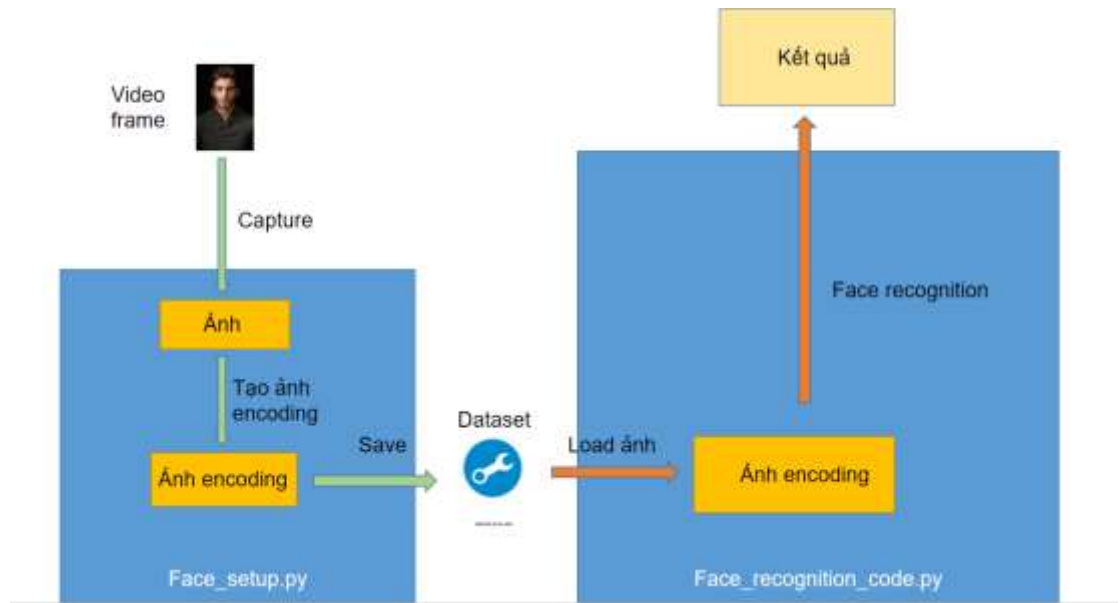 Kết quả
Video
frame
Capture
Face recognition
Ảnh
Tạo ảnh
encoding
Dataset
Save
Load ảnh
Ảnh encoding
Ảnh encoding
Face_setup.py
Face_recognition_code.py